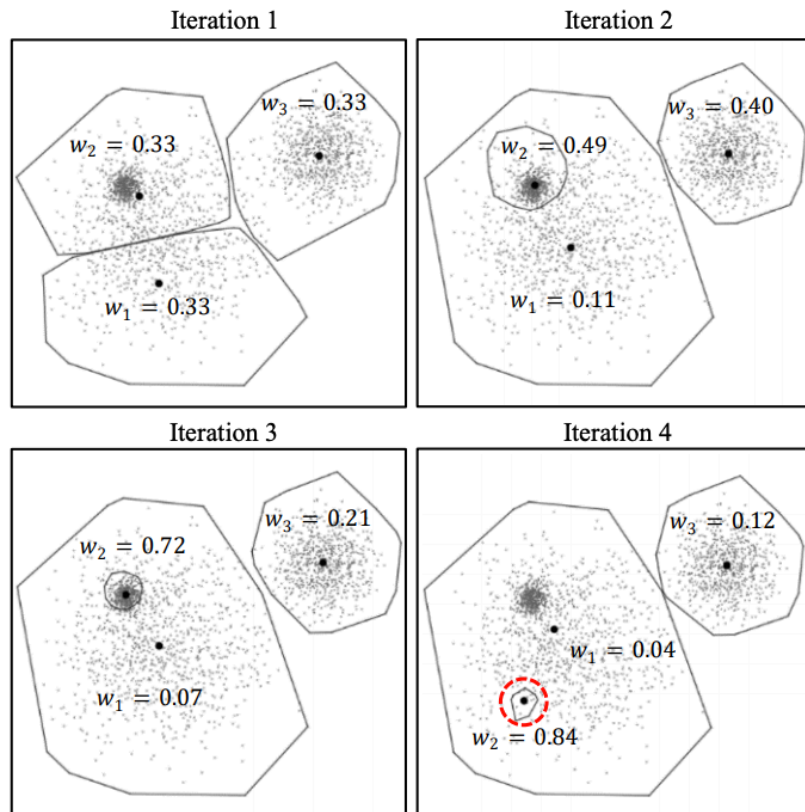 Iteration 1
Iteration 2
w₃ = 0.33
w₂ = 0.33
w₁ = 0.33
w₃ = 0.40
w₂ = 0.49
w₁ = 0.11
Iteration 3
Iteration 4
w₃ = 0.21
w₂ = 0.72
w₁ = 0.07
w₃ = 0.12
w₁ = 0.04
w₂ = 0.84